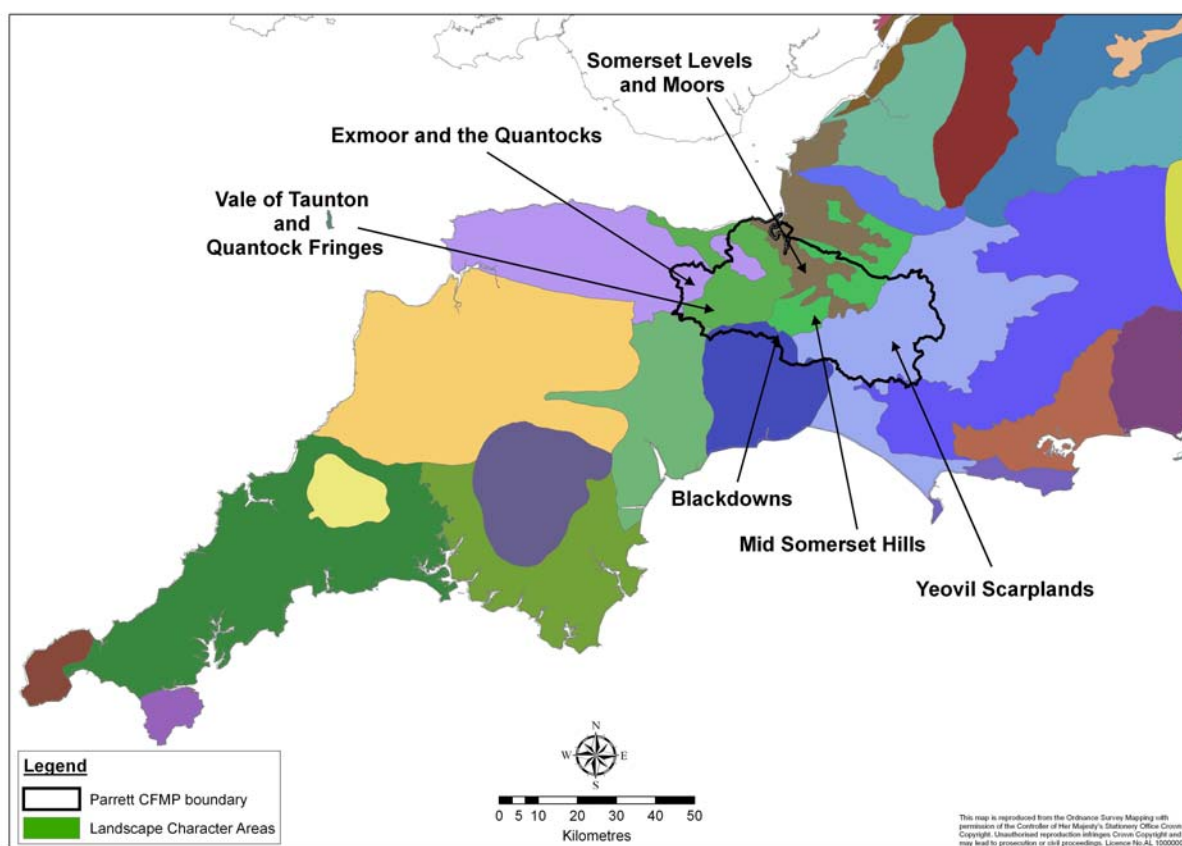 Somerset Levels
and Moors
Exmoor and the Quantocks
Vale of Taunton
and
Quantock Fringes
Blackdowns
Mid Somerset Hills
Yeovil Scarplands
N
W E
S
Legend
Parrett CFMP boundary
Landscape Character Areas
0 5 10 20 30 40 50
Kilometres
This map is reproduced from the Ordnance Survey Mapping with
permission of the Controller of Her Majesty's Stationery Office Crown
Copyright. Unauthorised reproduction infringes Crown Copyright and
may lead to prosecution or civil proceedings. Licence No.AL